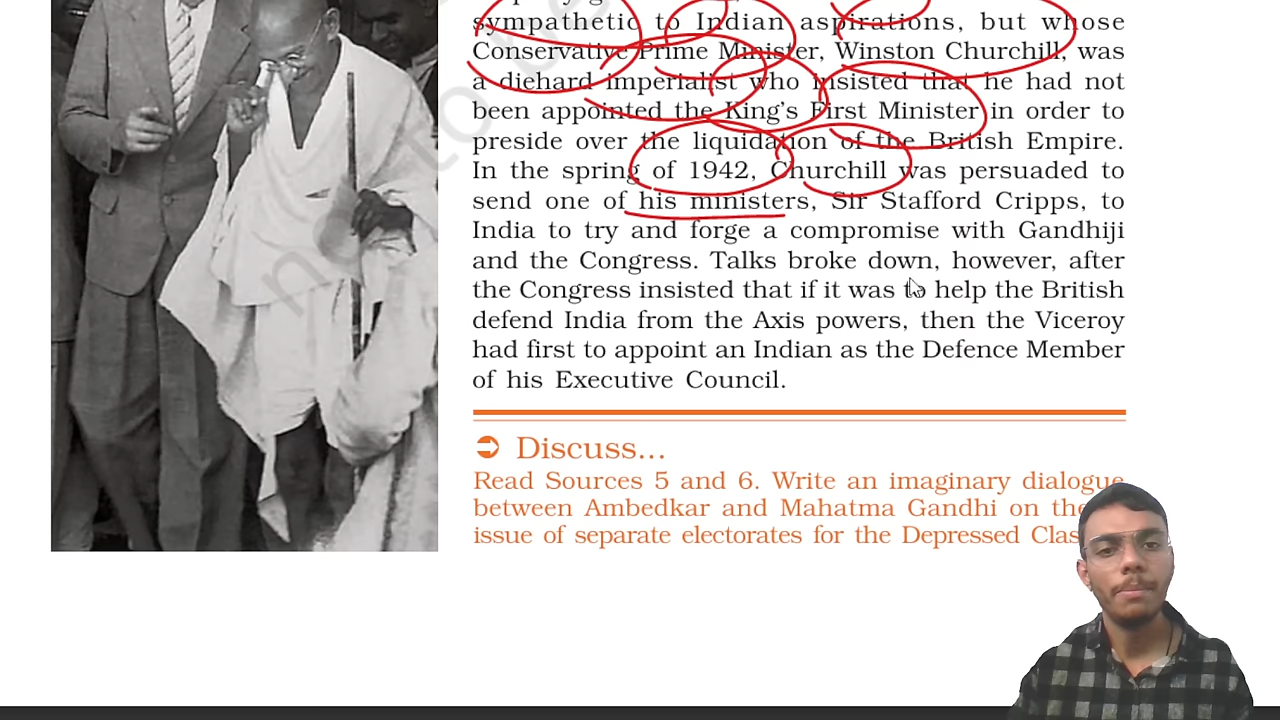 sympathetic to Indian aspirations, but whose
Conservative Prime Minister, Winston Churchill, was
a diehard imperialist who insisted that he had not
been appointed the King's First Minister in order to
preside over the liquidation of the British Empire.
In the spring of 1942, Churchill was persuaded to
send one of his ministers, Sir Stafford Cripps, to
India to try and forge a compromise with Gandhiji
and the Congress. Talks broke down, however, after
the Congress insisted that if it was to help the British
defend India from the Axis powers, then the Viceroy
had first to appoint an Indian as the Defence Member
of his Executive Council.
Discuss...
Read Sources 5 and 6. Write an imaginary dialogue
between Ambedkar and Mahatma Gandhi on the
issue of separate electorates for the Depressed